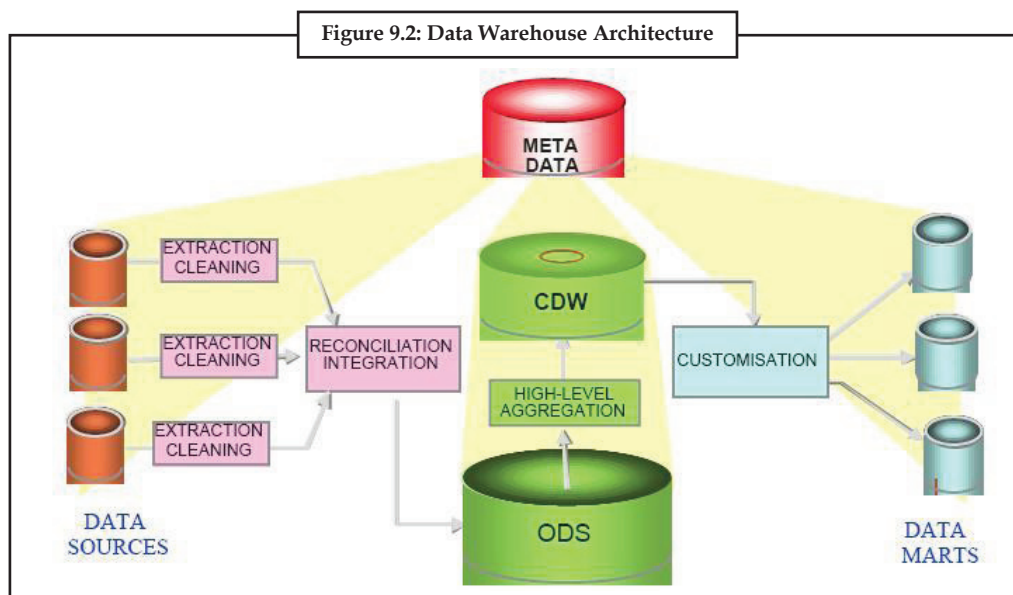 Figure 9.2: Data Warehouse Architecture
META
DATA
EXTRACTION
CLEANING
EXTRACTION
CLEANING
EXTRACTION
CLEANING
RECONCILIATION
INTEGRATION
CDW
HIGH-LEVEL
AGGREGATION
ODS
CUSTOMISATION
DATA
SOURCES
DATA
MARTS